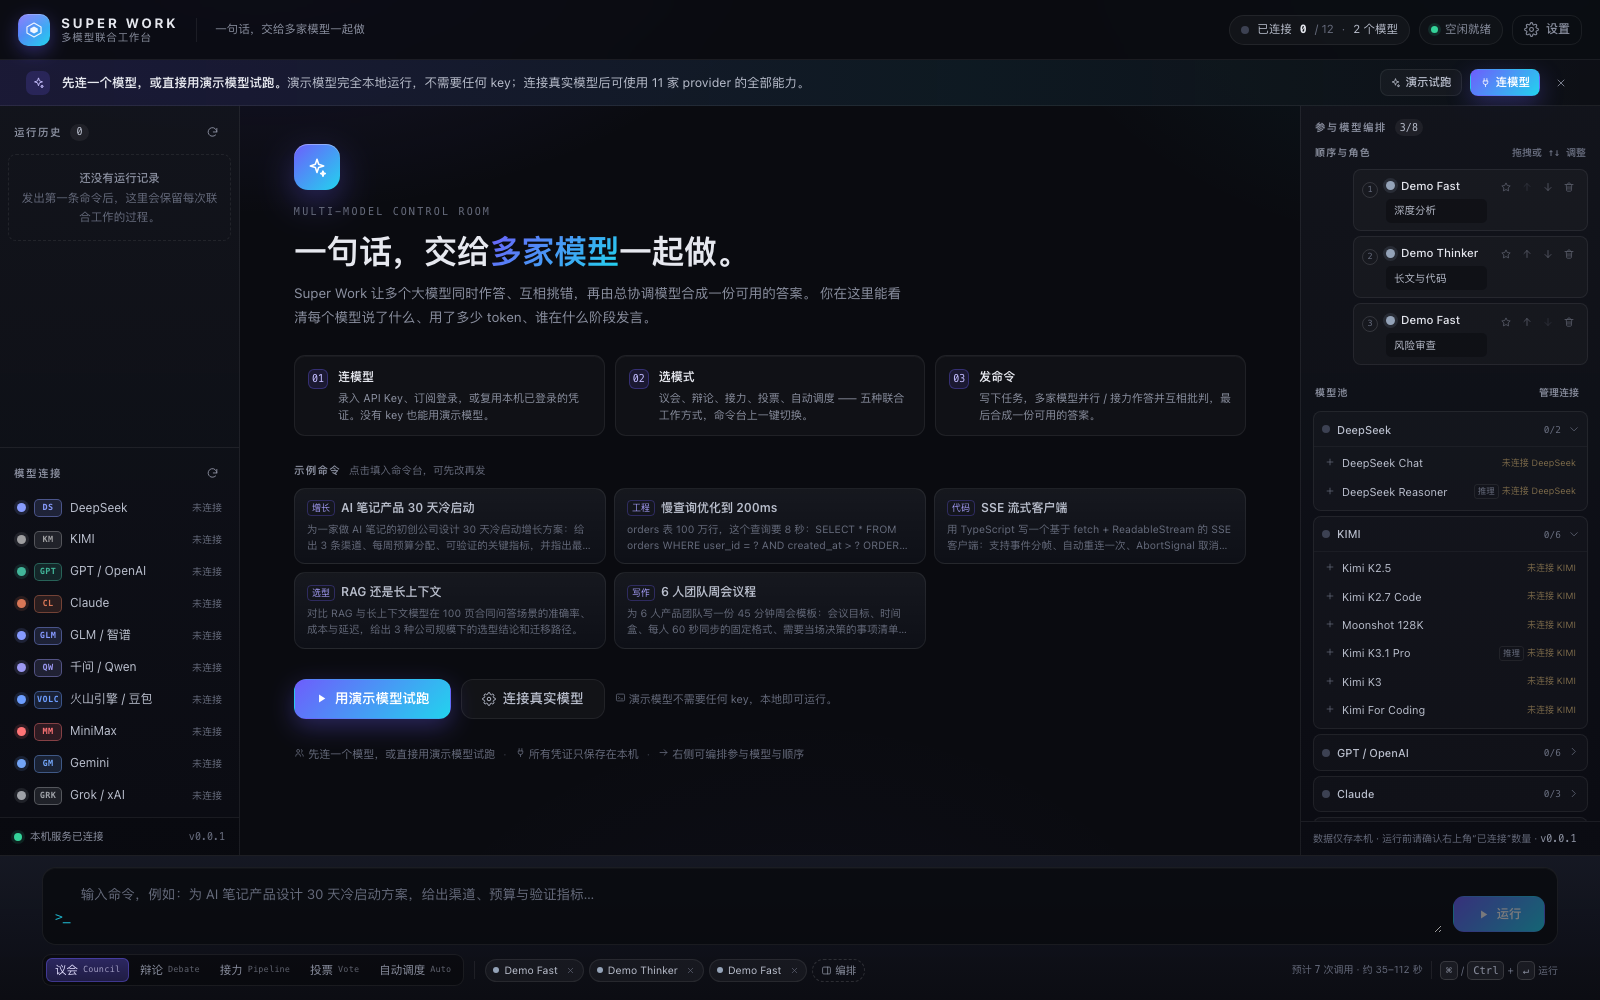 SUPER WORK
多模型联合工作台
一句话，交给多家模型一起做
已连接 0 / 12 · 2 个模型
空闲就绪
设置
先连一个模型，或直接用演示模型试跑。演示模型完全本地运行，不需要任何 key；连接真实模型后可使用 11 家 provider 的全部能力。
演示试跑
连模型
运行历史 0
还没有运行记录
发出第一条命令后，这里会保留每次联
合工作的过程。
模型连接
DS DeepSeek 未连接
KM KIMI 未连接
GPT GPT / OpenAI 未连接
CL Claude 未连接
GLM GLM / 智谱 未连接
QW 千问 / Qwen 未连接
VOLC 火山引擎 / 豆包 未连接
MM MiniMax 未连接
GM Gemini 未连接
GRK Grok / xAI 未连接
本机服务已连接 v0.0.1
MULTI-MODEL CONTROL ROOM
一句话，交给多家模型一起做。
Super Work 让多个大模型同时作答、互相挑错，再由总协调模型合成一份可用的答案。 你在这里能看
清每个模型说了什么、用了多少 token、谁在什么阶段发言。
01 连模型
录入 API Key、订阅登录，或复用本机已登录的凭
证。没有 key 也能用演示模型。
02 选模式
议会、辩论、接力、投票、自动调度 —— 五种联合
工作方式，命令台上一键切换。
03 发命令
写下任务，多家模型并行 / 接力作答并互相批判，最
后合成一份可用的答案。
示例命令 点击填入命令台，可先改再发
增长 AI 笔记产品 30 天冷启动
为一家做 AI 笔记的初创公司设计 30 天冷启动增长方案：给
出 3 条渠道、每周预算分配、可验证的关键指标，并指出最…
工程 慢查询优化到 200ms
orders 表 100 万行，这个查询要 8 秒：SELECT * FROM
orders WHERE user_id = ? AND created_at > ? ORDER…
代码 SSE 流式客户端
用 TypeScript 写一个基于 fetch + ReadableStream 的 SSE
客户端：支持事件分帧、自动重连一次、AbortSignal 取消…
选型 RAG 还是长上下文
对比 RAG 与长上下文模型在 100 页合同问答场景的准确率、
成本与延迟，给出 3 种公司规模下的选型结论和迁移路径。
写作 6 人团队周会议程
为 6 人产品团队写一份 45 分钟周会模板：会议目标、时间
盒、每人 60 秒同步的固定格式、需要当场决策的事项清单…
用演示模型试跑
连接真实模型
演示模型不需要任何 key，本地即可运行。
先连一个模型，或直接用演示模型试跑 · 所有凭证只保存在本机 · 右侧可编排参与模型与顺序
参与模型编排 3/8
顺序与角色 拖拽或 ↑↓ 调整
1 Demo Fast
深度分析
2 Demo Thinker
长文与代码
3 Demo Fast
风险审查
模型池 管理连接
DeepSeek 0/2
DeepSeek Chat 未连接 DeepSeek
DeepSeek Reasoner 推理 未连接 DeepSeek
KIMI 0/6
Kimi K2.5 未连接 KIMI
Kimi K2.7 Code 未连接 KIMI
Moonshot 128K 未连接 KIMI
Kimi K3.1 Pro 推理 未连接 KIMI
Kimi K3 未连接 KIMI
Kimi For Coding 未连接 KIMI
GPT / OpenAI 0/6
Claude 0/3
数据仅存本机 · 运行前请确认右上角"已连接"数量 · v0.0.1
输入命令，例如：为 AI 笔记产品设计 30 天冷启动方案，给出渠道、预算与验证指标…
>_
运行
议会 Council 辩论 Debate 接力 Pipeline 投票 Vote 自动调度 Auto
Demo Fast × Demo Thinker × Demo Fast × 编排
预计 7 次调用 · 约 35–112 秒
⌘ / Ctrl + ↵ 运行